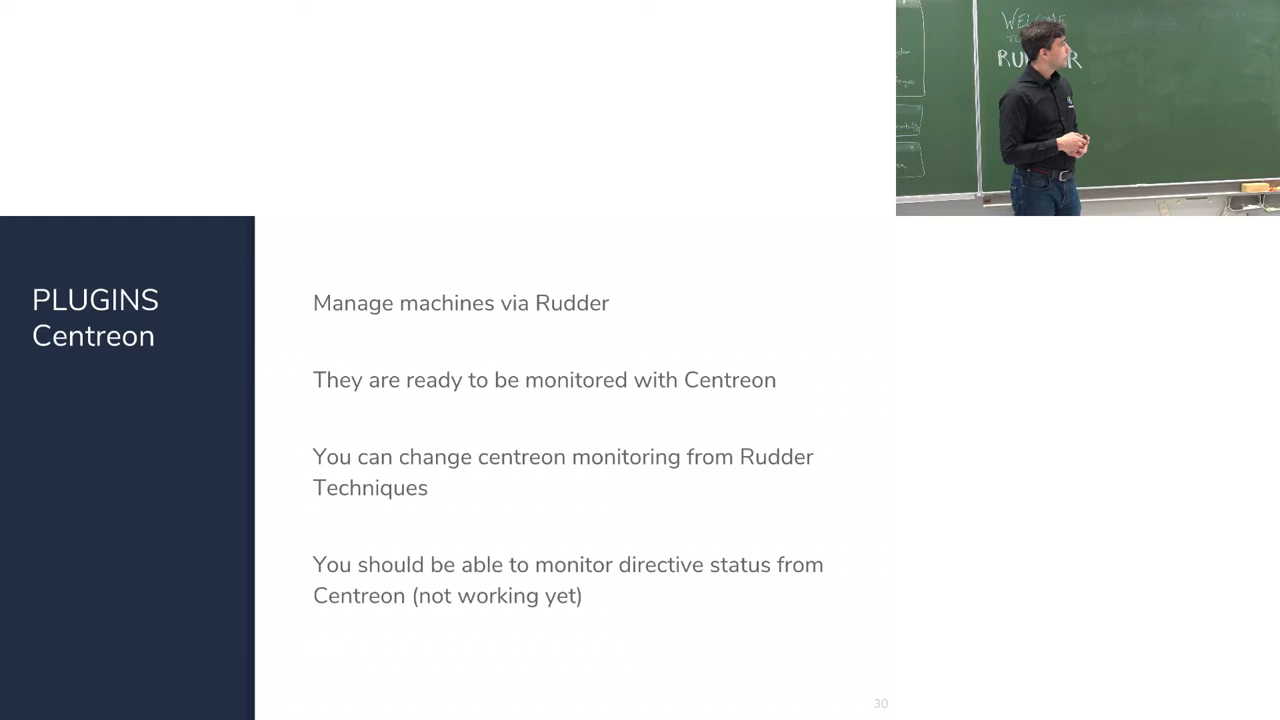 WELCOME
PLUGINS
Centreon
Manage machines via Rudder
They are ready to be monitored with Centreon
You can change centreon monitoring from Rudder
Techniques
You should be able to monitor directive status from
Centreon (not working yet)
30